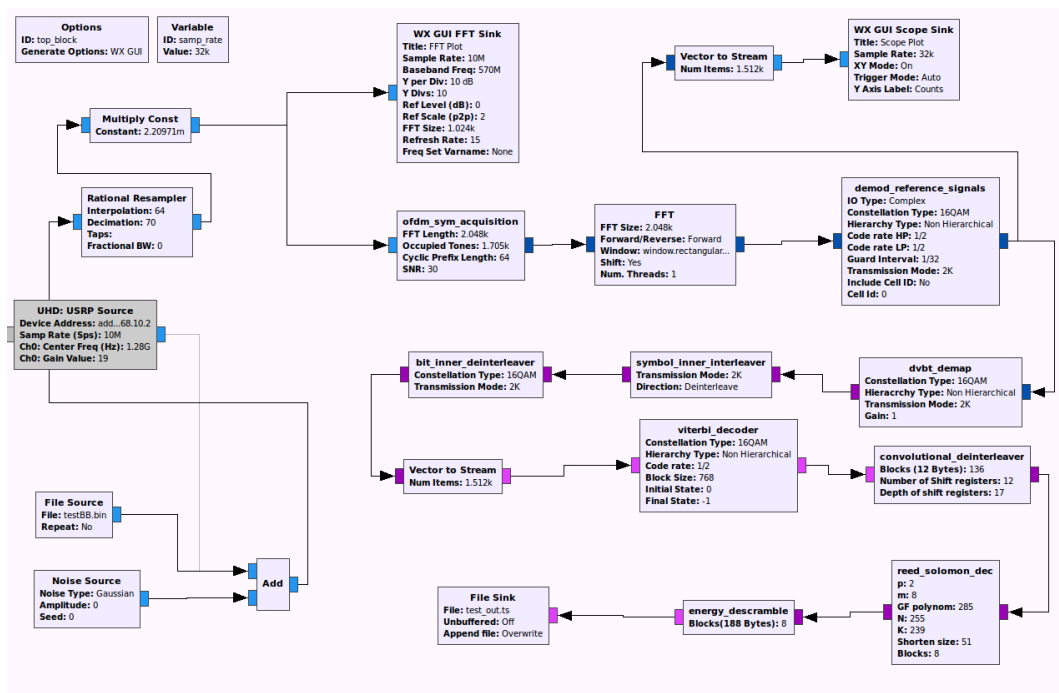 Options
ID: top_block
Generate Options: WX GUI
Variable
ID: samp_rate
Value: 32k
WX GUI FFT Sink
Title: FFT Plot
Sample Rate: 10M
Baseband Freq: 570M
Y per Div: 10 dB
Y Divs: 10
Ref Level (dB): 0
Ref Scale (p2p): 2
FFT Size: 1.024k
Refresh Rate: 15
Freq Set Varname: None
Vector to Stream
Num Items: 1.512k
WX GUI Scope Sink
Title: Scope Plot
Sample Rate: 32k
XY Mode: On
Trigger Mode: Auto
Y Axis Label: Counts
Multiply Const
Constant: 2.20971m
Rational Resampler
Interpolation: 64
Decimation: 70
Taps:
Fractional BW: 0
ofdm_sym_acquisition
FFT Length: 2.048k
Occupied Tones: 1.705k
Cyclic Prefix Length: 64
SNR: 30
FFT
FFT Size: 2.048k
Forward/Reverse: Forward
Window: window.rectangular...
Shift: Yes
Num. Threads: 1
demod_reference_signals
IO Type: Complex
Constellation Type: 16QAM
Hierarchy Type: Non Hierarchical
Code rate HP: 1/2
Code rate LP: 1/2
Guard Interval: 1/32
Transmission Mode: 2K
Include Cell ID: No
Cell Id: 0
UHD: USRP Source
Device Address: add...68.10.2
Samp Rate (Sps): 10M
Ch0: Center Freq (Hz): 1.28G
Ch0: Gain Value: 19
bit_inner_deinterleaver
Constellation Type: 16QAM
Transmission Mode: 2K
symbol_inner_interleaver
Transmission Mode: 2K
Direction: Deinterleave
dvbt_demap
Constellation Type: 16QAM
Hieracrchy Type: Non Hierarchical
Transmission Mode: 2K
Gain: 1
Vector to Stream
Num Items: 1.512k
viterbi_decoder
Constellation Type: 16QAM
Hierarchy Type: Non Hierarchical
Code rate: 1/2
Block Size: 768
Initial State: 0
Final State: -1
convolutional_deinterleaver
Blocks (12 Bytes): 136
Number of Shift registers: 12
Depth of shift registers: 17
File Source
File: testBB.bin
Repeat: No
Noise Source
Noise Type: Gaussian
Amplitude: 0
Seed: 0
Add
File Sink
File: test_out.ts
Unbuffered: Off
Append file: Overwrite
energy_descramble
Blocks(188 Bytes): 8
reed_solomon_dec
p: 2
m: 8
GF polynom: 285
N: 255
K: 239
Shorten size: 51
Blocks: 8